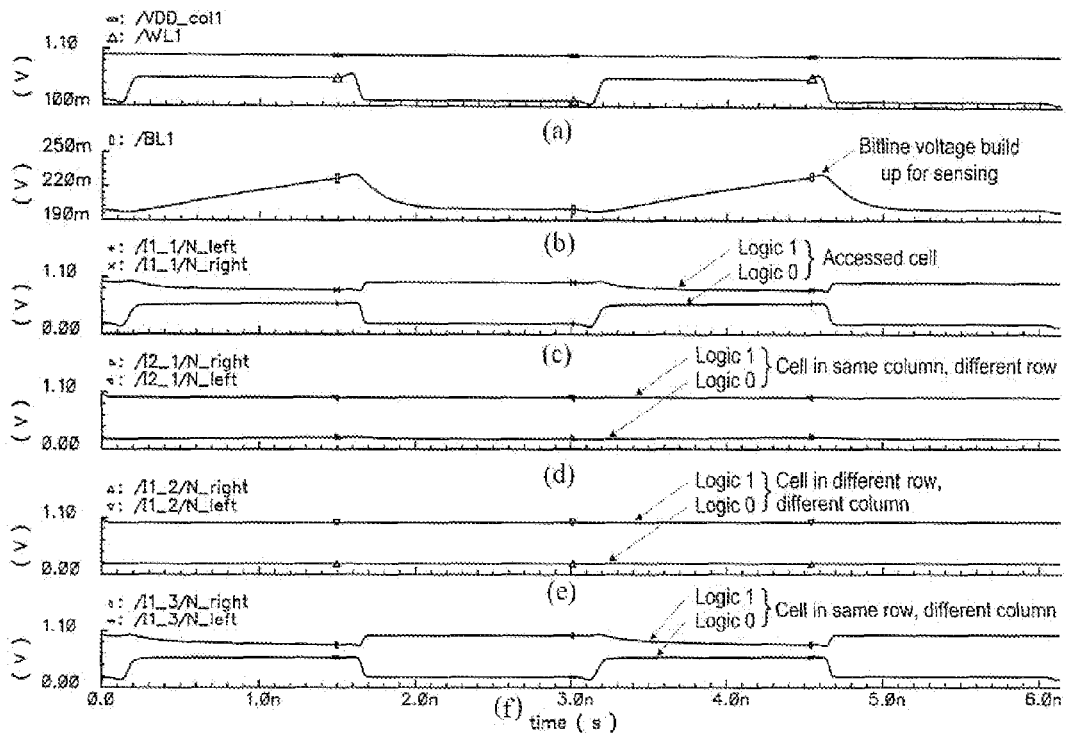 /VDD_col1
/WL1
1.10
( V )
100m
(a)
/BL1
250m
220m
190m
( V )
Bitline voltage build
up for sensing
(b)
/I1_1/N_left
/I1_1/N_right
1.10
( V )
0.00
Logic 1
Logic 0
Accessed cell
(c)
/I2_1/N_right
/I2_1/N_left
1.10
( V )
0.00
Logic 1
Logic 0
Cell in same column, different row
(d)
/I1_2/N_right
/I1_2/N_left
1.10
( V )
0.00
Logic 1
Logic 0
Cell in different row,
different column
(e)
/I1_3/N_right
/I1_3/N_left
1.10
( V )
0.00
Logic 1
Logic 0
Cell in same row, different column
0.0 1.0n 2.0n 3.0n 4.0n 5.0n 6.0n
(f)
time ( s )